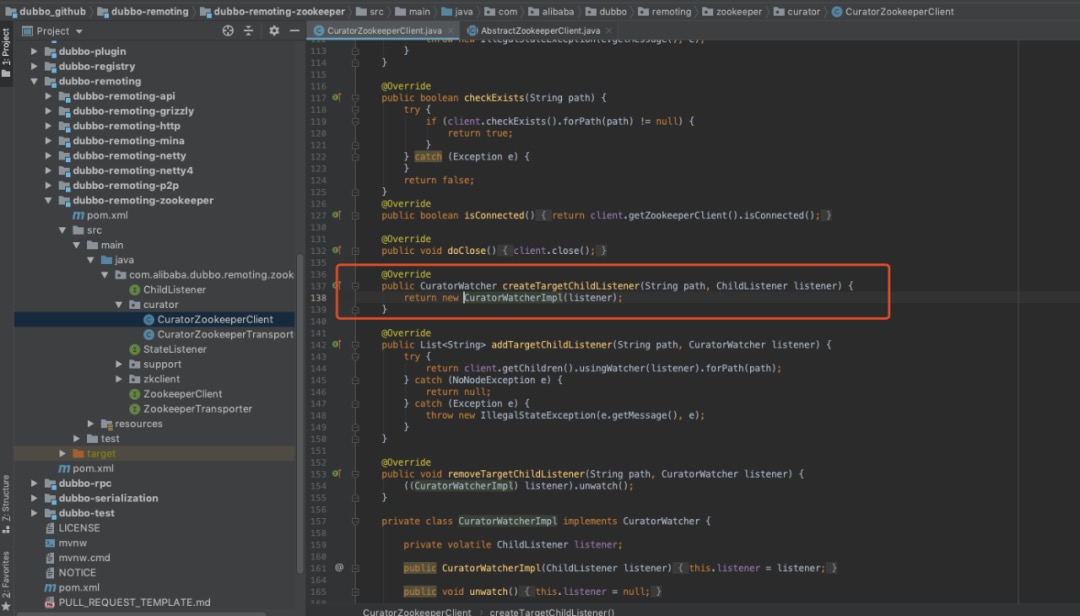 dubbo_github dubbo-remoting dubbo-remoting-zookeeper src main java com alibaba dubbo remoting zookeeper curator CuratorZookeeperClient
1: Project
Project
CuratorZookeeperClient.java
AbstractZookeeperClient.java
dubbo-plugin
dubbo-registry
dubbo-remoting
dubbo-remoting-api
dubbo-remoting-grizzly
dubbo-remoting-http
dubbo-remoting-mina
dubbo-remoting-netty
dubbo-remoting-netty4
dubbo-remoting-p2p
dubbo-remoting-zookeeper
pom.xml
src
main
java
com.alibaba.dubbo.remoting.zook
ChildListener
curator
CuratorZookeeperClient
CuratorZookeeperTransport
StateListener
support
zkclient
ZookeeperClient
ZookeeperTransporter
resources
test
target
pom.xml
dubbo-rpc
dubbo-serialization
dubbo-test
LICENSE
mvnw
mvnw.cmd
NOTICE
pom.xml
PULL_REQUEST_TEMPLATE.md
Z: Structure
2: Favorites
113 }
114 }
115
116 @Override
117 public boolean checkExists(String path) {
118 try {
119 if (client.checkExists().forPath(path) != null) {
120 return true;
121 }
122 } catch (Exception e) {
123 }
124 return false;
125 }
126 @Override
127 public boolean isConnected() { return client.getZookeeperClient().isConnected(); }
130
131 @Override
132 public void doClose() { client.close(); }
135
136 @Override
137 public CuratorWatcher createTargetChildListener(String path, ChildListener listener) {
138 return new CuratorWatcherImpl(listener);
139 }
140
141 @Override
142 public List<String> addTargetChildListener(String path, CuratorWatcher listener) {
143 try {
144 return client.getChildren().usingWatcher(listener).forPath(path);
145 } catch (NoNodeException e) {
146 return null;
147 } catch (Exception e) {
148 throw new IllegalStateException(e.getMessage(), e);
149 }
150 }
151
152 @Override
153 public void removeTargetChildListener(String path, CuratorWatcher listener) {
154 ((CuratorWatcherImpl) listener).unwatch();
155 }
156
157 private class CuratorWatcherImpl implements CuratorWatcher {
158
159 private volatile ChildListener listener;
160
161 @ public CuratorWatcherImpl(ChildListener listener) { this.listener = listener; }
164
165 public void unwatch() { this.listener = null; }
CuratorZookeeperClient › createTargetChildListener()